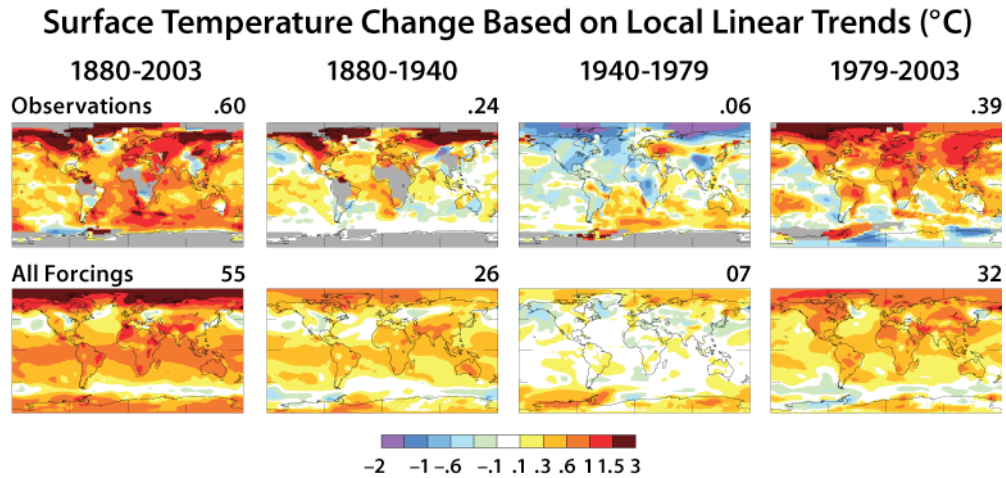 Surface Temperature Change Based on Local Linear Trends (°C)
1880-2003 1880-1940 1940-1979 1979-2003
Observations .60 .24 .06 .39
All Forcings 55 26 07 32
−2 −1 −.6 −.1 .1 .3 .6 1 1.5 3